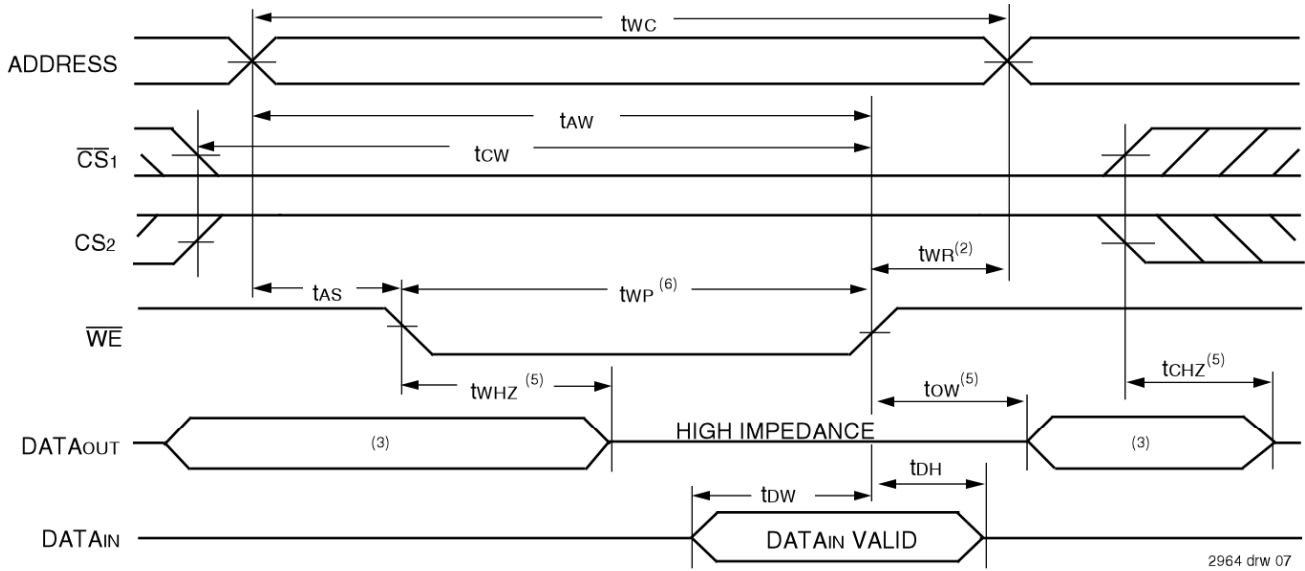 tWC
ADDRESS
tAW
CS1
tCW
CS2
tWR(2)
tAS
tWP (6)
WE
tWHZ (5)
tOW(5)
tCHZ(5)
DATAOUT
(3)
HIGH IMPEDANCE
(3)
tDW
tDH
DATAIN
DATAIN VALID
2964 drw 07